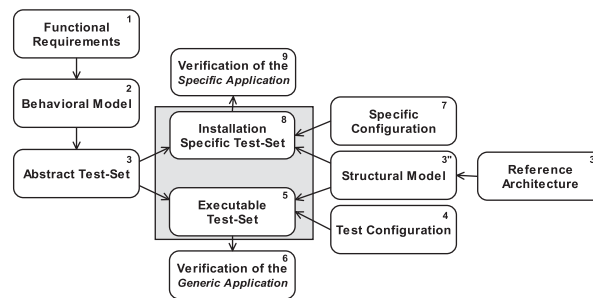 1
Functional
Requirements
2
Behavioral Model
3
Abstract Test-Set
9
Verification of the
Specific Application
8
Installation
Specific Test-Set
5
Executable
Test-Set
6
Verification of the
Generic Application
7
Specific
Configuration
3"
Structural Model
4
Test Configuration
3
Reference
Architecture